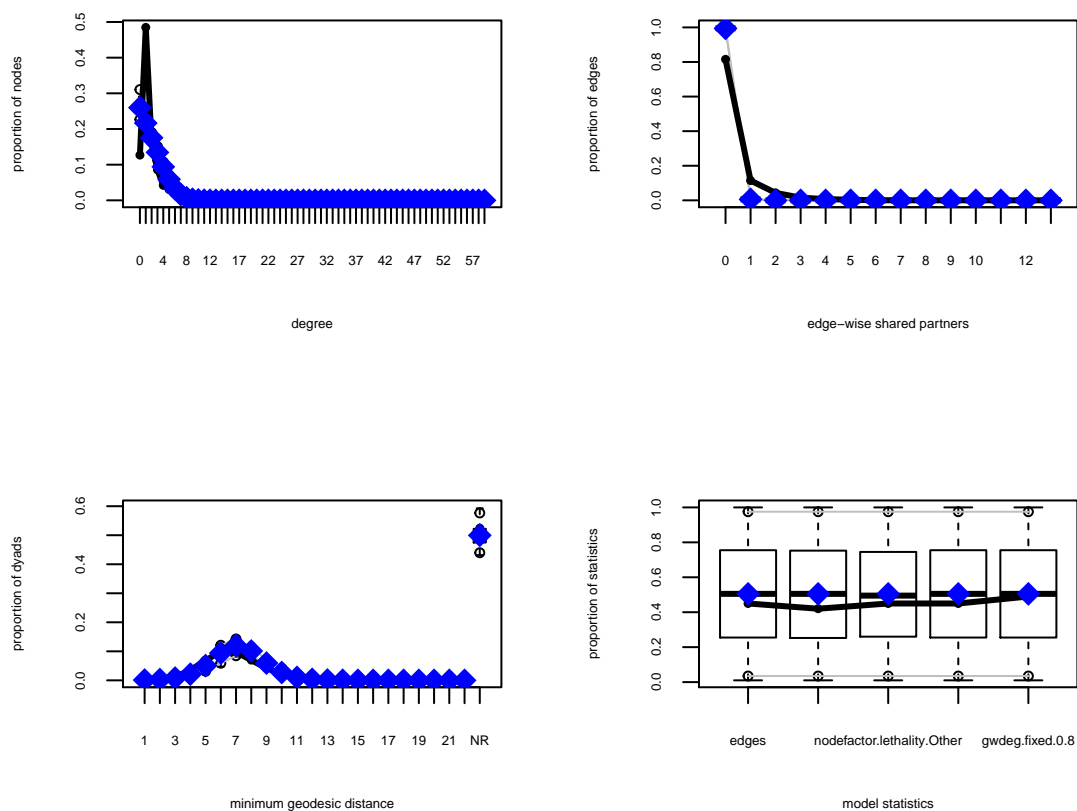 0.0 0.1 0.2 0.3 0.4 0.5
proportion of nodes
0 4 8 12 17 22 27 32 37 42 47 52 57
degree
0.0 0.2 0.4 0.6 0.8 1.0
proportion of edges
0 1 2 3 4 5 6 7 8 9 10 12
edge−wise shared partners
0.0 0.2 0.4 0.6
proportion of dyads
1 3 5 7 9 11 13 15 17 19 21 NR
minimum geodesic distance
0.0 0.2 0.4 0.6 0.8 1.0
proportion of statistics
edges nodefactor.lethality.Other gwdeg.fixed.0.8
model statistics